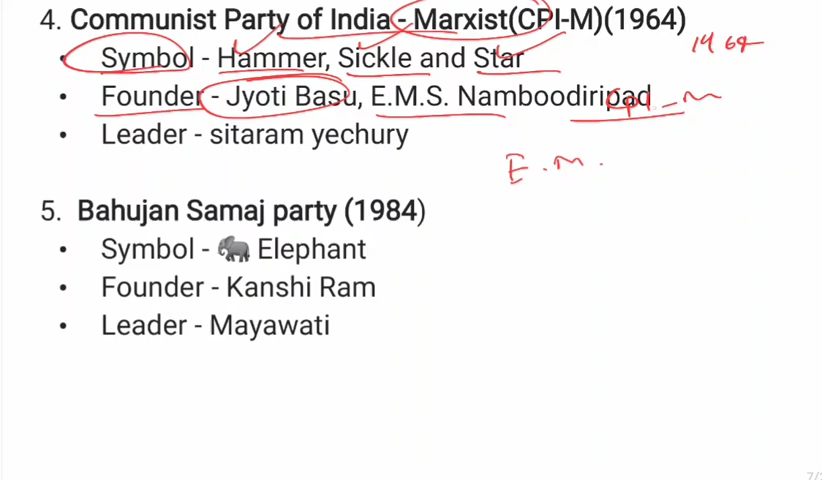 4. Communist Party of India - Marxist(CPI-M)(1964)
1964
• Symbol - Hammer, Sickle and Star
• Founder - Jyoti Basu, E.M.S. Namboodiripad
CPI-M
• Leader - sitaram yechury
E.M.
5. Bahujan Samaj party (1984)
• Symbol - 🐘 Elephant
• Founder - Kanshi Ram
• Leader - Mayawati